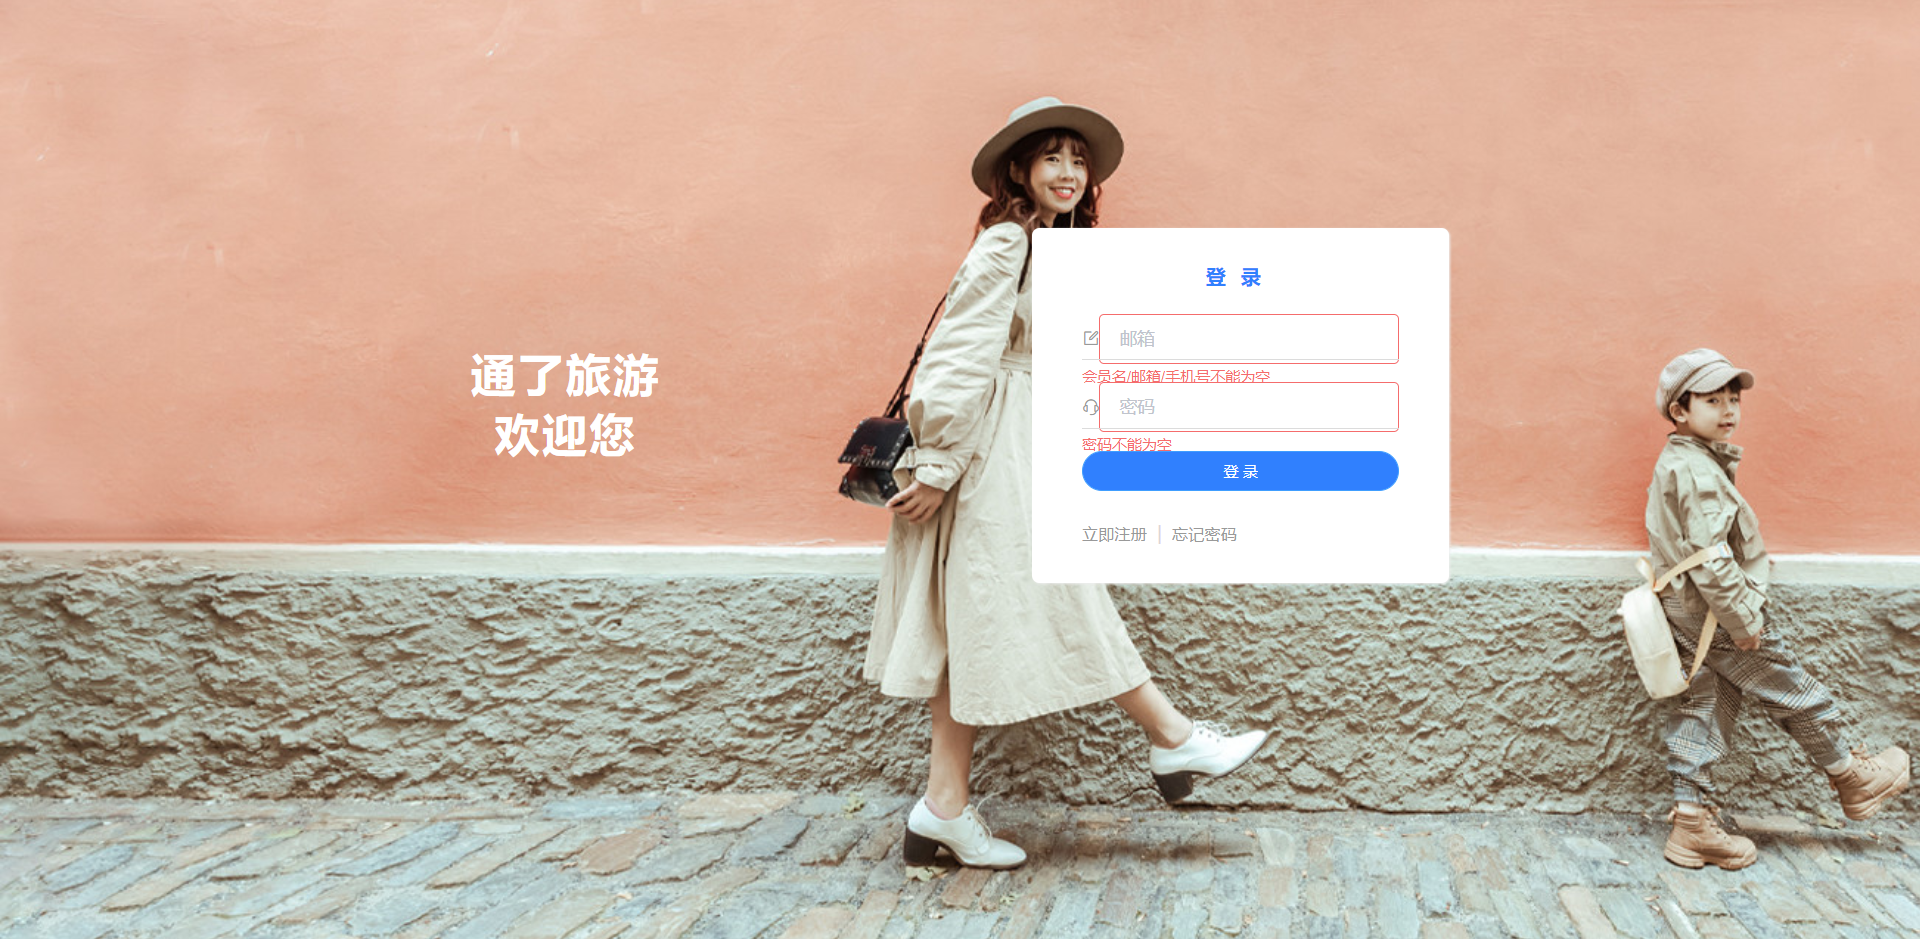 通了旅游
欢迎您
登 录
邮箱
会员名/邮箱/手机号不能为空
密码
密码不能为空
登 录
立即注册 | 忘记密码